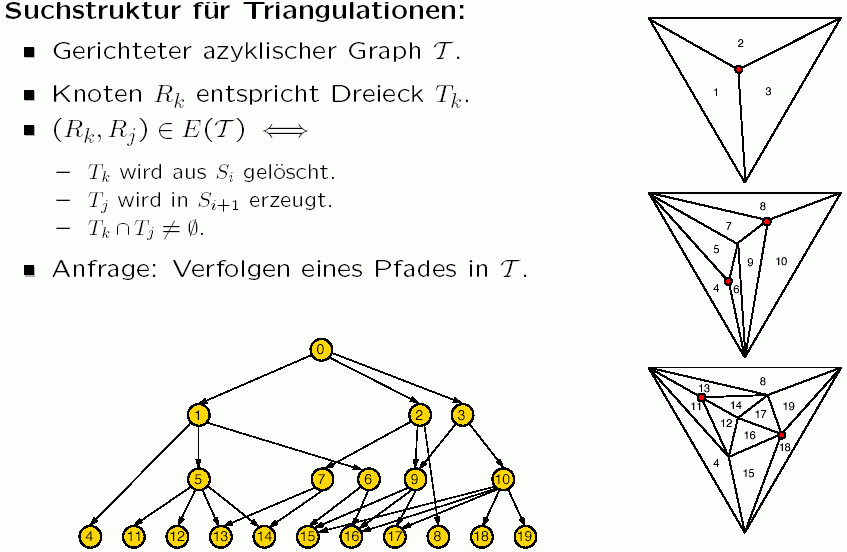 Suchstruktur für Triangulationen:
Gerichteter azyklischer Graph 𝒯.
Knoten R_k entspricht Dreieck T_k.
(R_k, R_j) ∈ E(𝒯) ⟺
– T_k wird aus S_i gelöscht.
– T_j wird in S_{i+1} erzeugt.
– T_k ∩ T_j ≠ ∅.
Anfrage: Verfolgen eines Pfades in 𝒯.
0
1 2 3
5 7 6 9 10
4 11 12 13 14 15 16 17 8 18 19
2
1 3
8
7
5 9 10
4 6
8
13
11 14 17 19
12 16
18
4 15